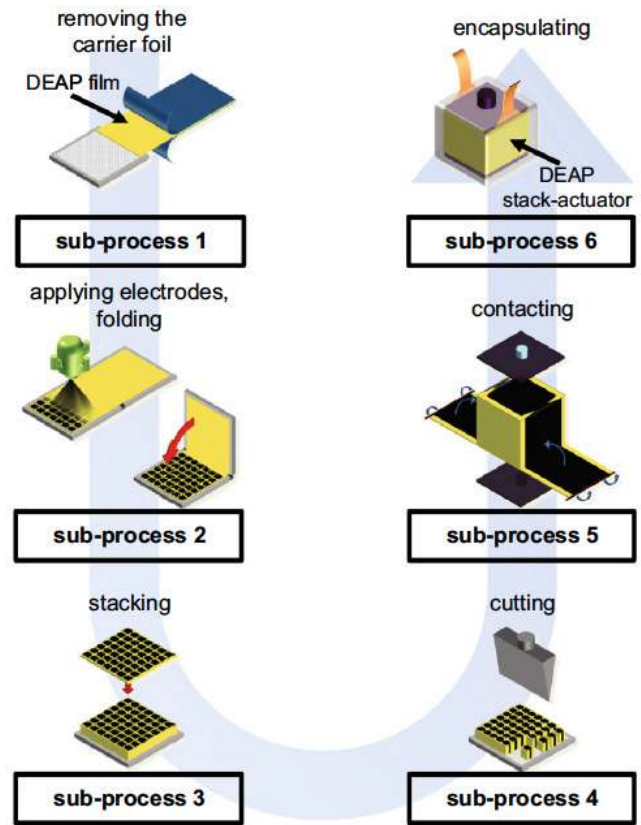 removing the
carrier foil
DEAP film
sub-process 1
applying electrodes,
folding
sub-process 2
stacking
sub-process 3
cutting
sub-process 4
contacting
sub-process 5
encapsulating
DEAP
stack-actuator
sub-process 6